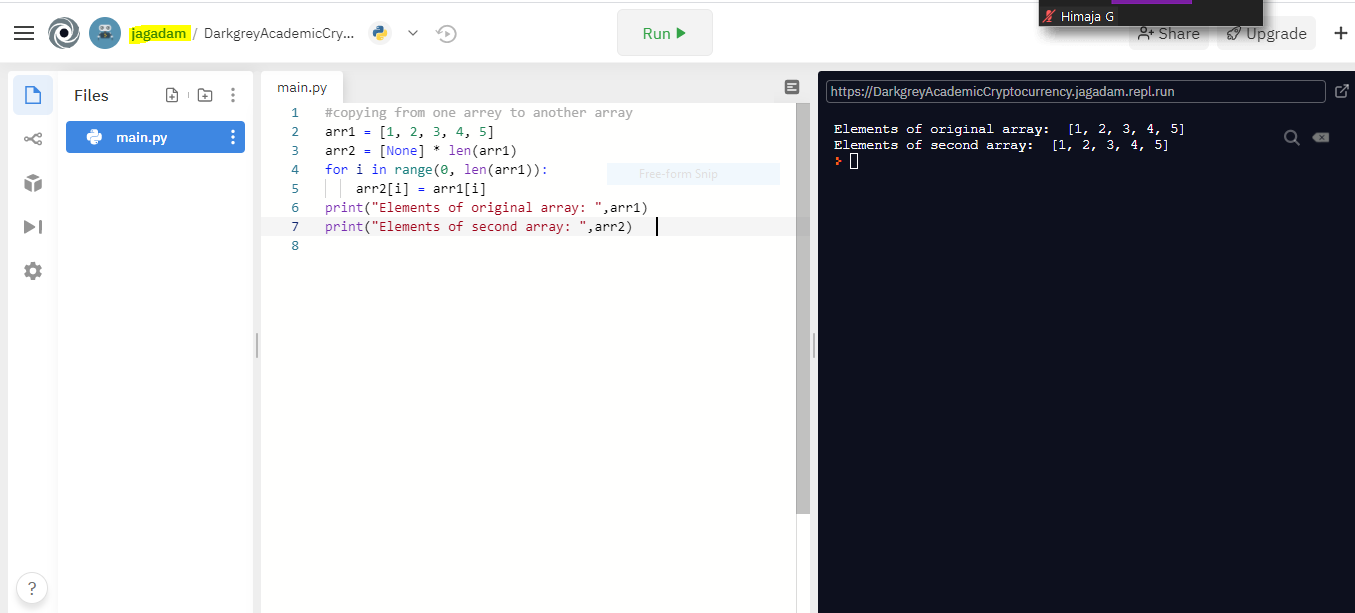 Himaja G
jagadam / DarkgreyAcademicCry...
Run
Share
Upgrade
Files
main.py
main.py
1 #copying from one arrey to another array
2 arr1 = [1, 2, 3, 4, 5]
3 arr2 = [None] * len(arr1)
4 for i in range(0, len(arr1)):
5 arr2[i] = arr1[i]
6 print("Elements of original array: ",arr1)
7 print("Elements of second array: ",arr2)
8
Free-form Snip
https://DarkgreyAcademicCryptocurrency.jagadam.repl.run
Elements of original array:  [1, 2, 3, 4, 5]
Elements of second array:  [1, 2, 3, 4, 5]
>
?